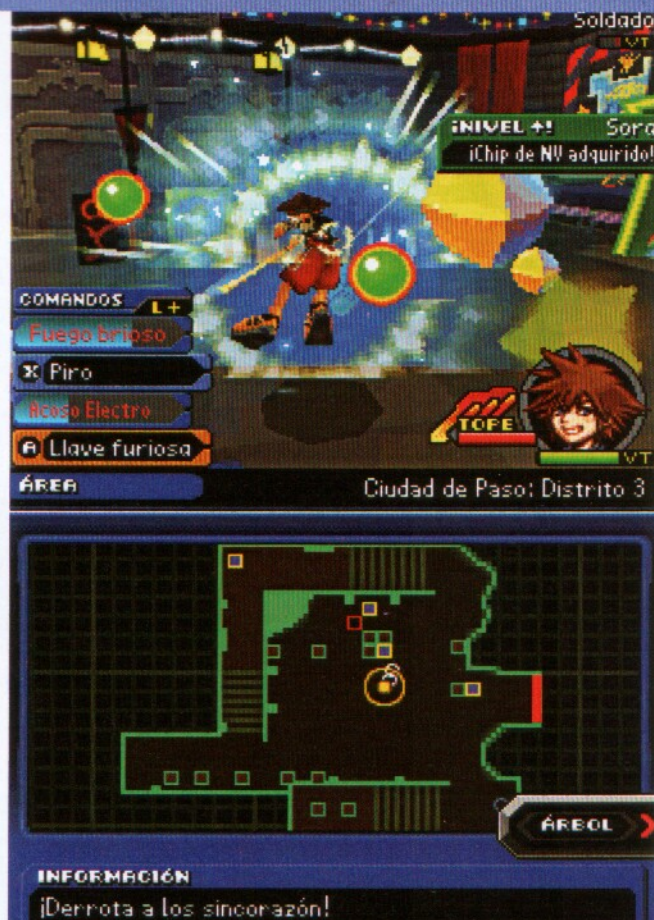 Soldado
VT
¡NIVEL +! Sora
¡Chip de NV adquirido!
COMANDOS L+
Fuego brioso
X Piro
Acoso Electro
A Llave furiosa
TOPE
VT
ÁREA Ciudad de Paso: Distrito 3
ÁRBOL
INFORMACIÓN
¡Derrota a los sincorazón!